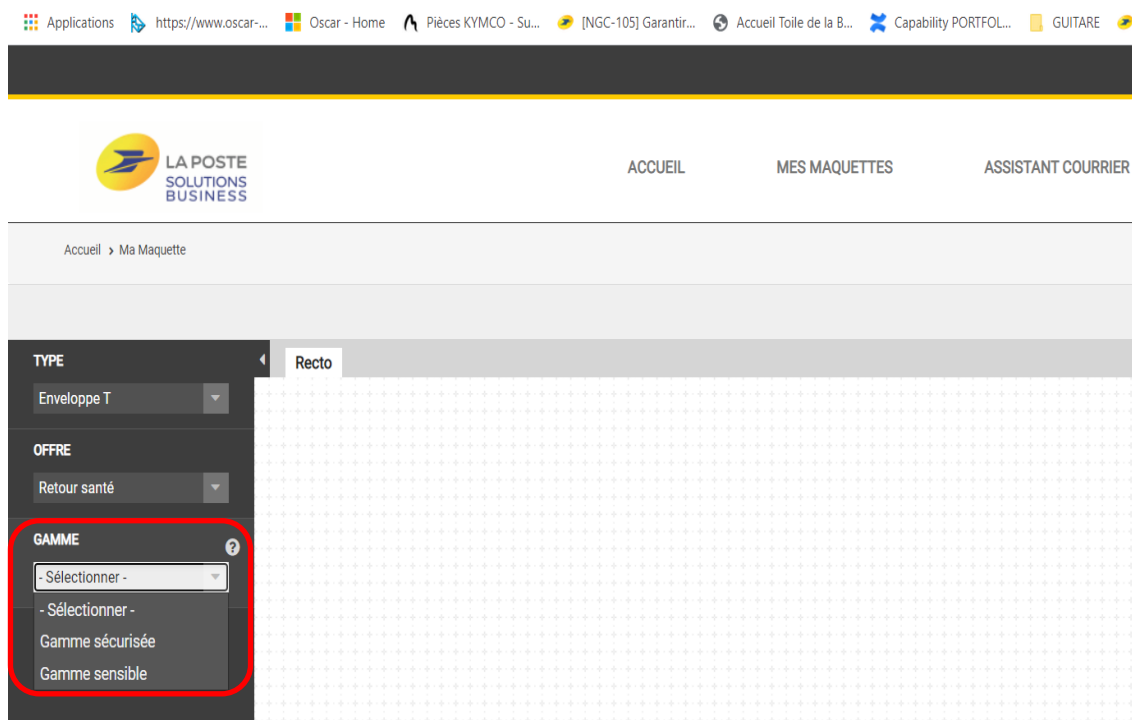 Applications https://www.oscar-... Oscar - Home Pièces KYMCO - Su... [NGC-105] Garantir... Accueil Toile de la B... Capability PORTFOL... GUITARE
LA POSTE
SOLUTIONS
BUSINESS
ACCUEIL MES MAQUETTES ASSISTANT COURRIER
Accueil > Ma Maquette
TYPE
Recto
Enveloppe T
OFFRE
Retour santé
GAMME ?
- Sélectionner -
- Sélectionner -
Gamme sécurisée
Gamme sensible